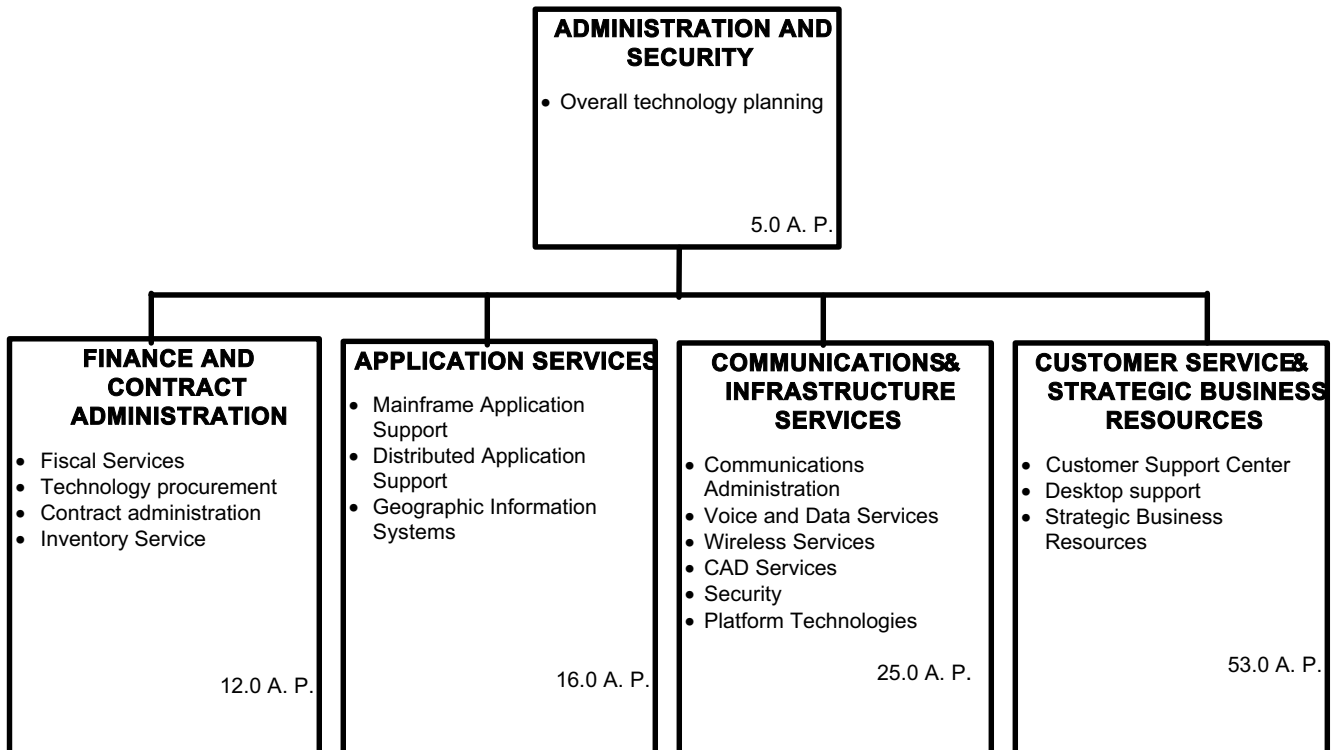 ADMINISTRATION AND
SECURITY
• Overall technology planning
5.0 A. P.
FINANCE AND
CONTRACT
ADMINISTRATION
• Fiscal Services
• Technology procurement
• Contract administration
• Inventory Service
12.0 A. P.
APPLICATION SERVICES
• Mainframe Application
Support
• Distributed Application
Support
• Geographic Information
Systems
16.0 A. P.
COMMUNICATIONS&
INFRASTRUCTURE
SERVICES
• Communications
Administration
• Voice and Data Services
• Wireless Services
• CAD Services
• Security
• Platform Technologies
25.0 A. P.
CUSTOMER SERVICE&
STRATEGIC BUSINESS
RESOURCES
• Customer Support Center
• Desktop support
• Strategic Business
Resources
53.0 A. P.